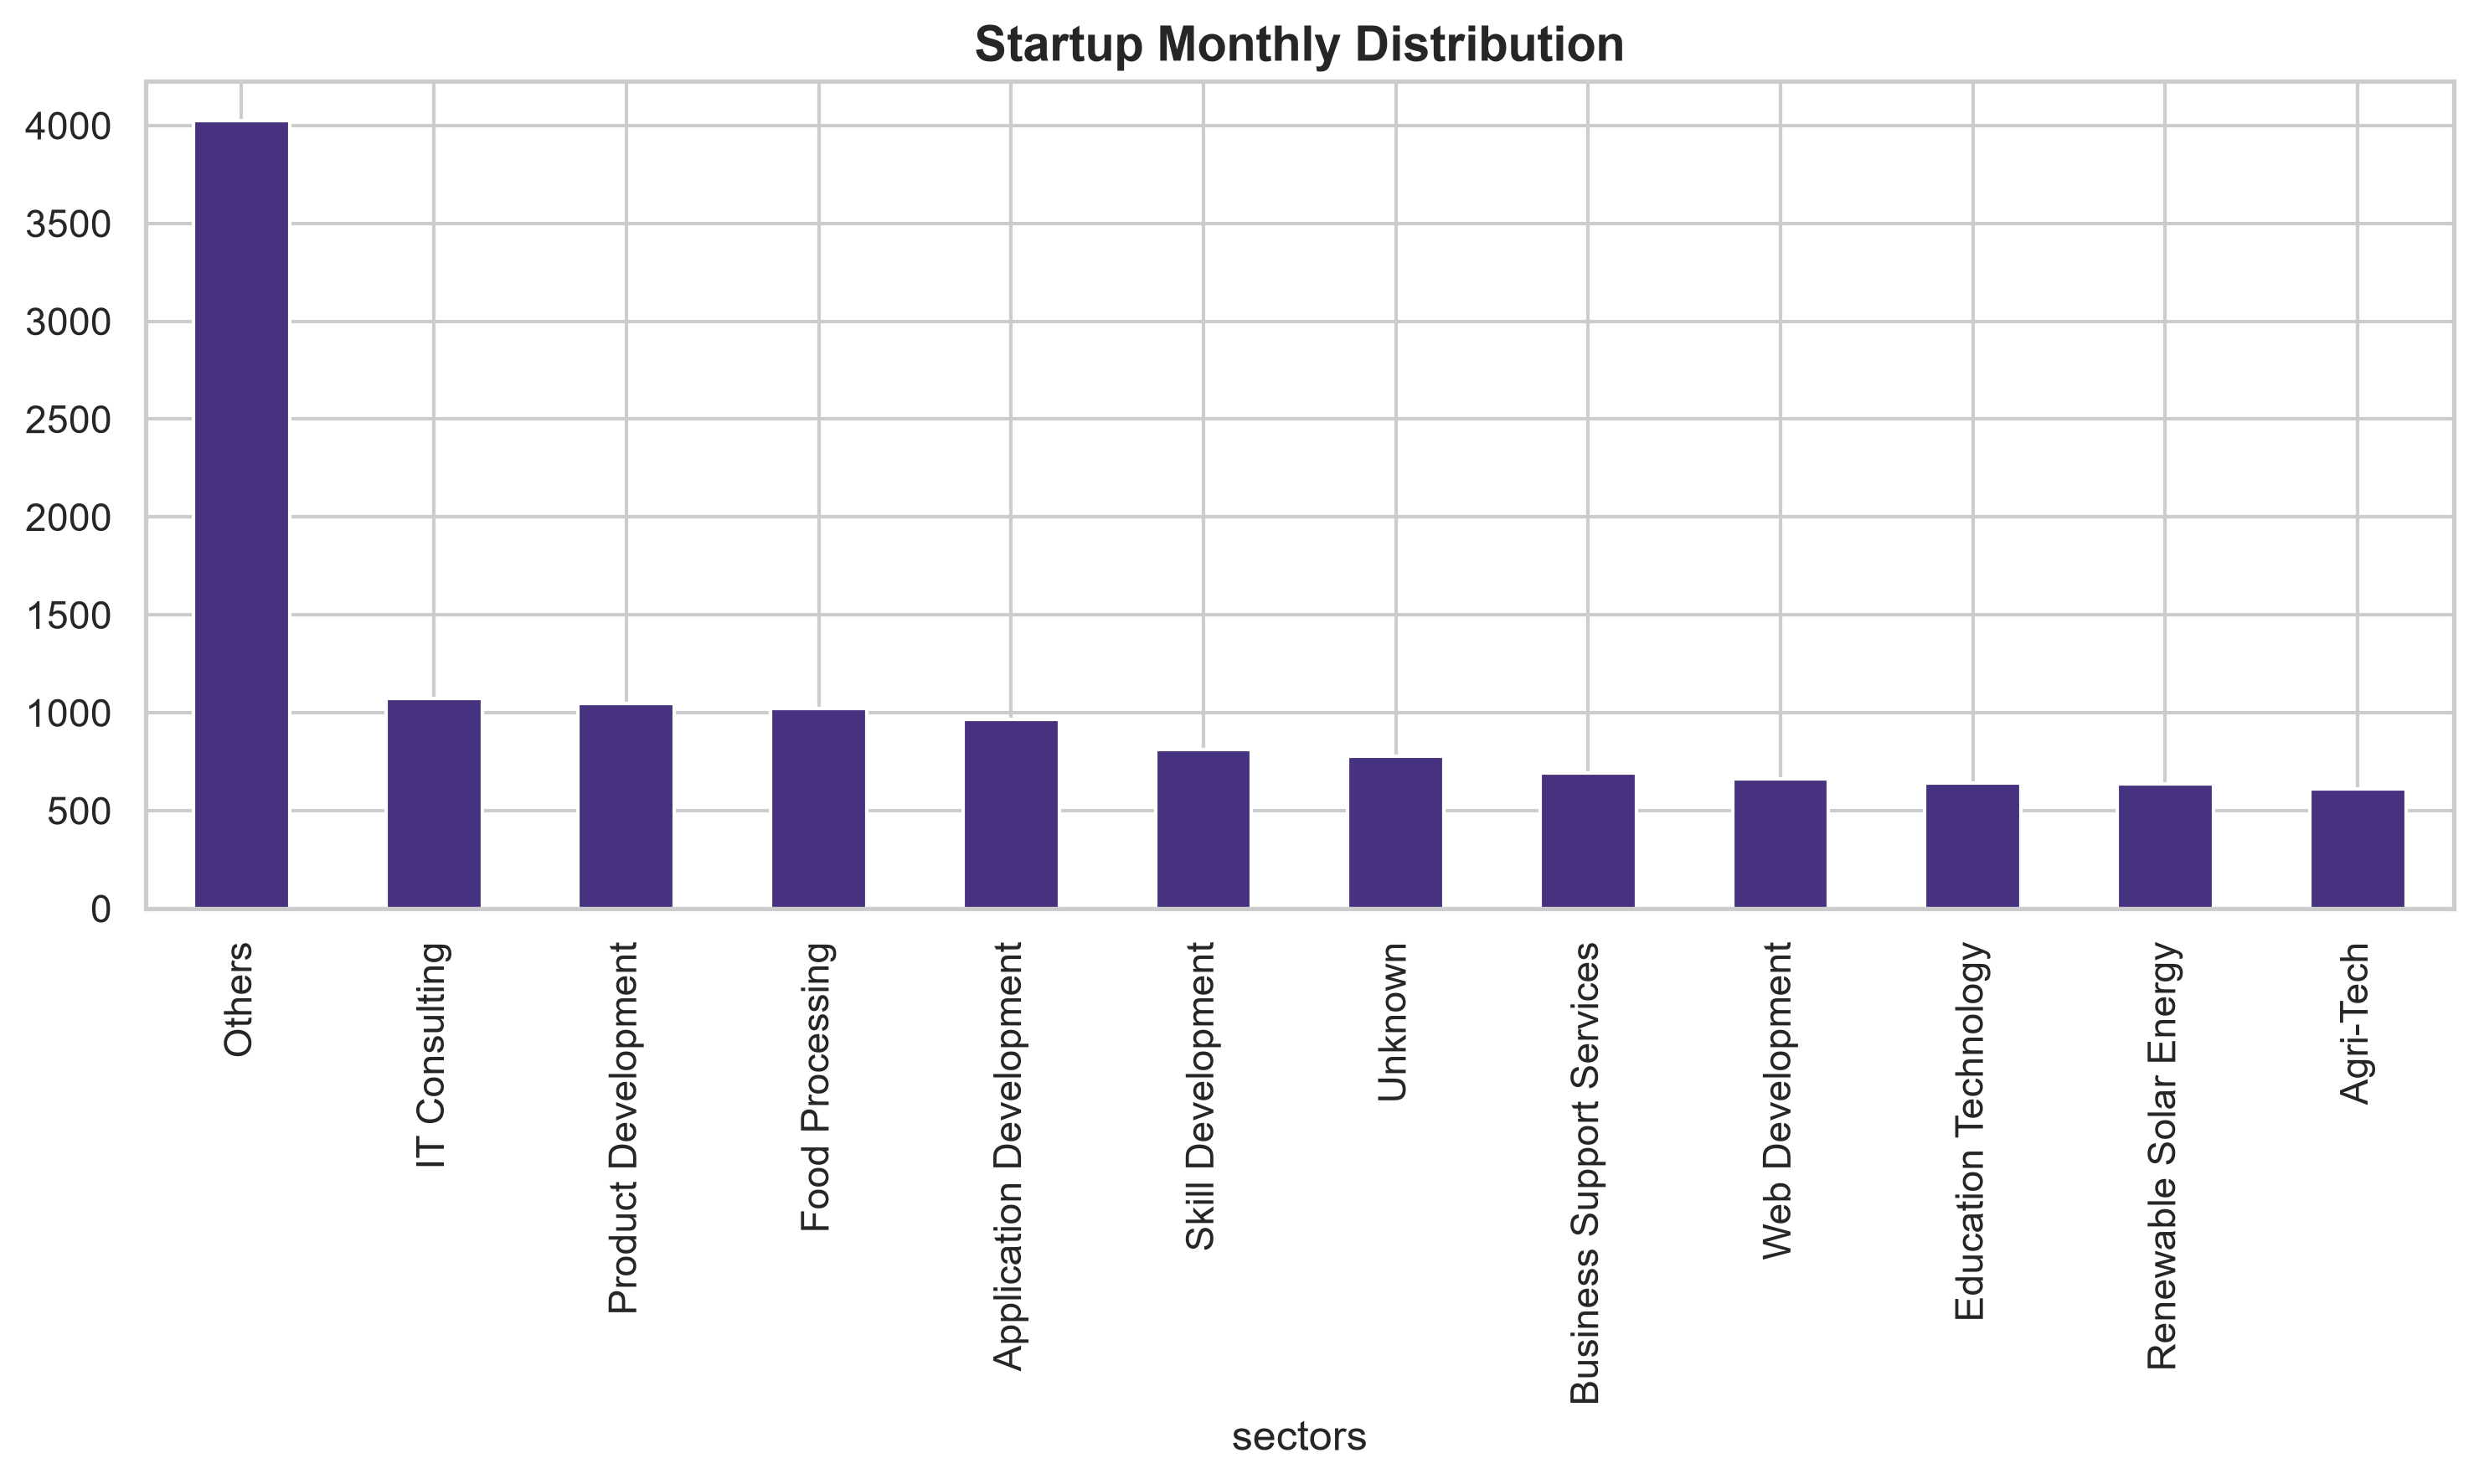 Startup Monthly Distribution
4000
3500
3000
2500
2000
1500
1000
500
0
Others
IT Consulting
Product Development
Food Processing
Application Development
Skill Development
Unknown
Business Support Services
Web Development
Education Technology
Renewable Solar Energy
Agri-Tech
sectors